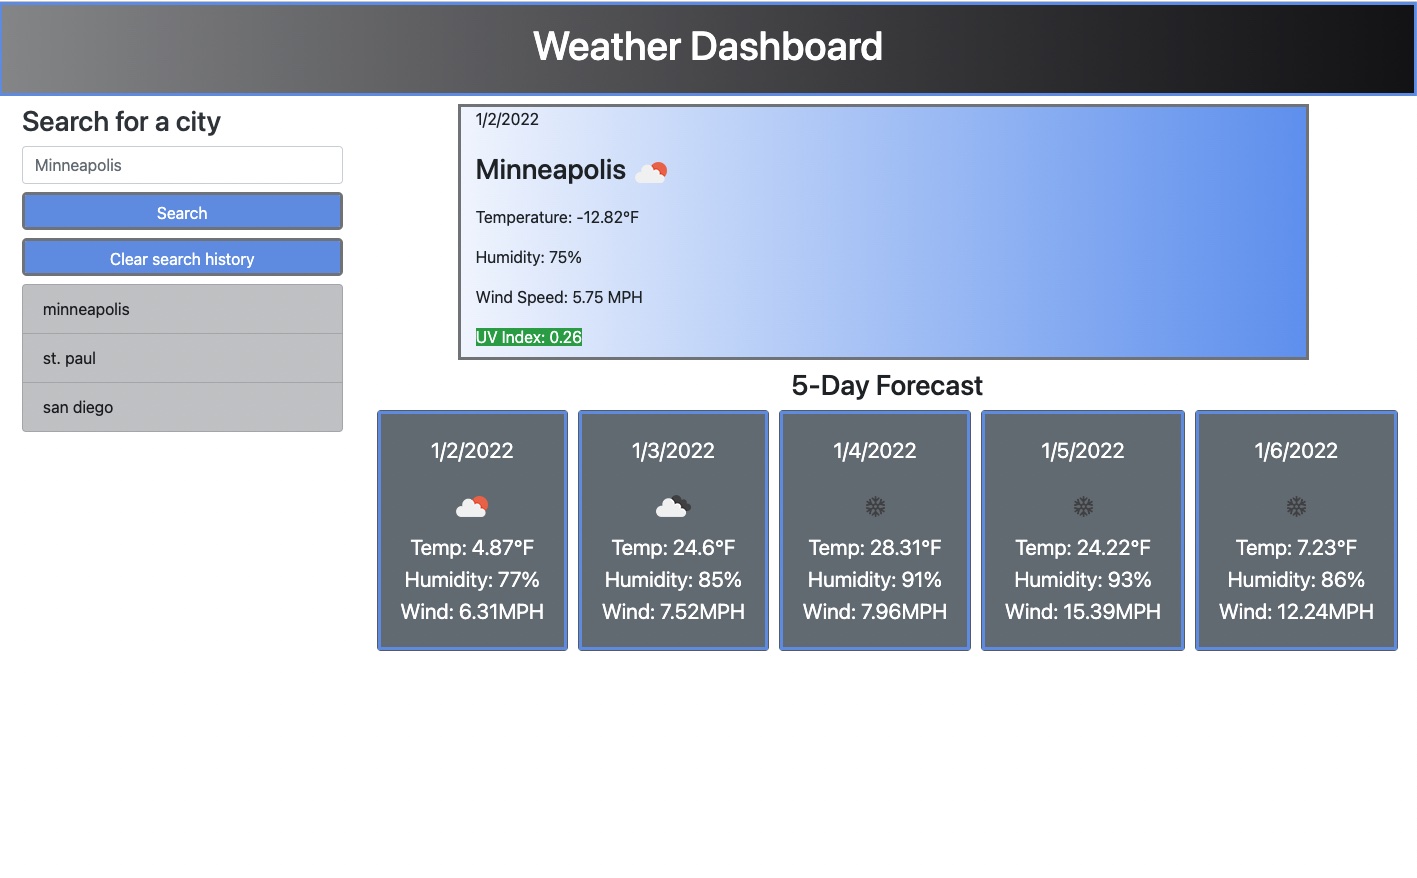 Weather Dashboard
Search for a city
Minneapolis
Search
Clear search history
minneapolis
st. paul
san diego
1/2/2022
Minneapolis
Temperature: -12.82°F
Humidity: 75%
Wind Speed: 5.75 MPH
UV Index: 0.26
5-Day Forecast
1/2/2022
Temp: 4.87°F
Humidity: 77%
Wind: 6.31MPH
1/3/2022
Temp: 24.6°F
Humidity: 85%
Wind: 7.52MPH
1/4/2022
Temp: 28.31°F
Humidity: 91%
Wind: 7.96MPH
1/5/2022
Temp: 24.22°F
Humidity: 93%
Wind: 15.39MPH
1/6/2022
Temp: 7.23°F
Humidity: 86%
Wind: 12.24MPH